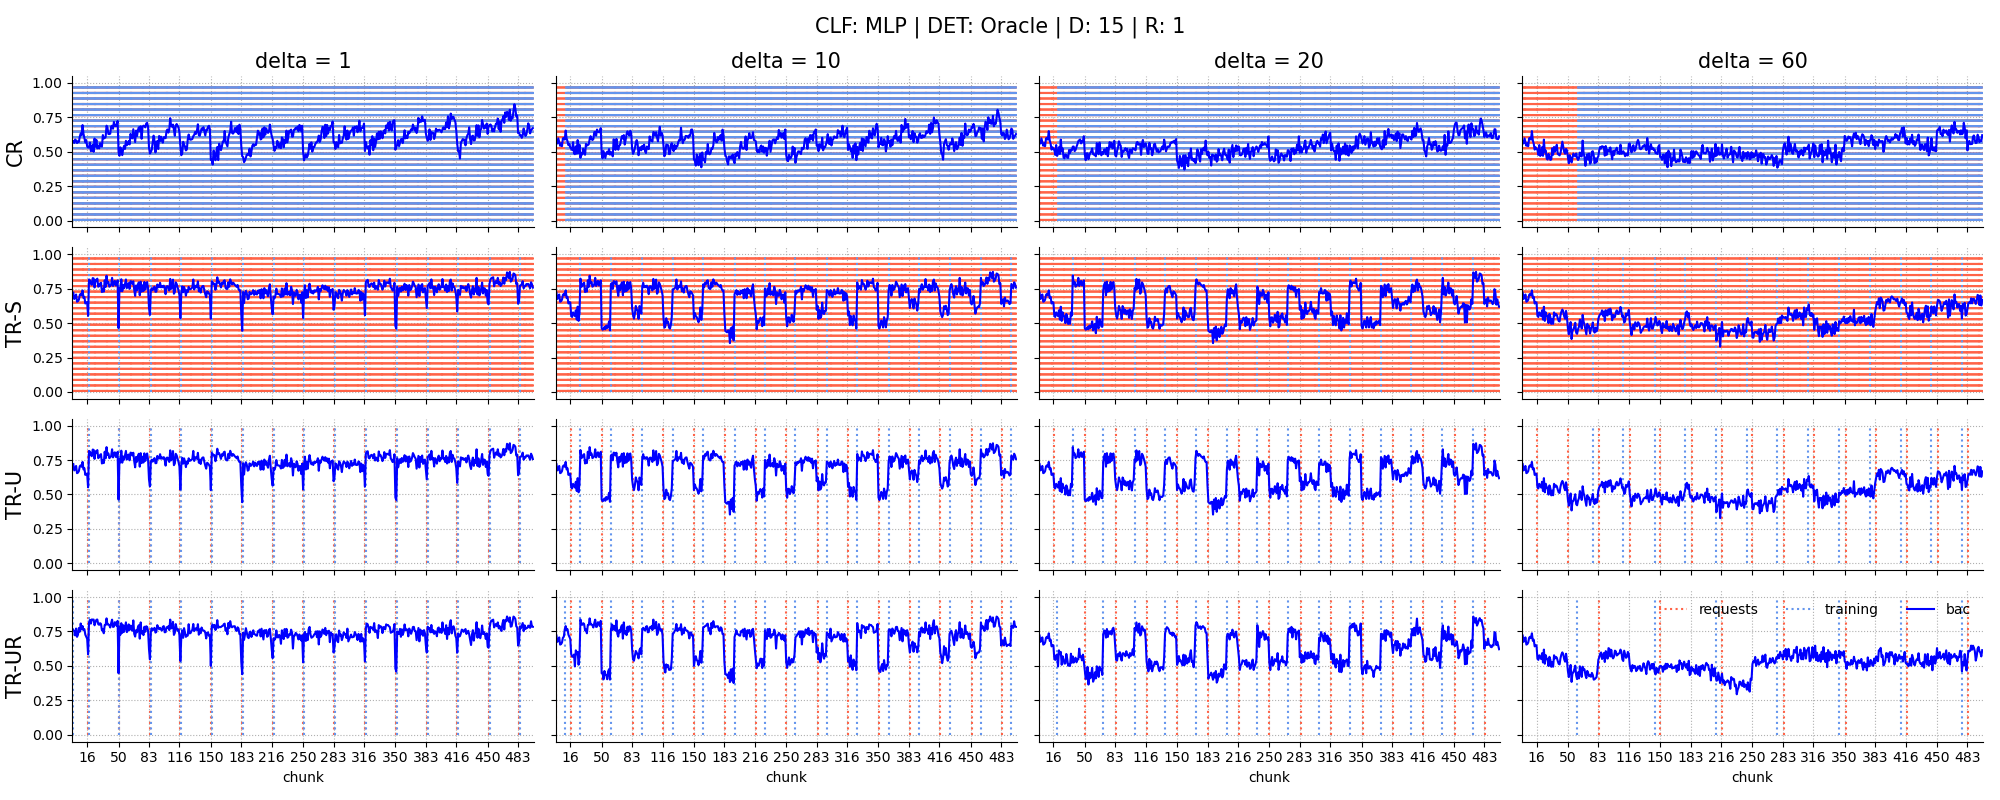 CLF: MLP | DET: Oracle | D: 15 | R: 1
delta = 1
delta = 10
delta = 20
delta = 60
CR
1.00
0.75
0.50
0.25
0.00
TR-S
1.00
0.75
0.50
0.25
0.00
TR-U
1.00
0.75
0.50
0.25
0.00
TR-UR
1.00
0.75
0.50
0.25
0.00
requests
training
bac
16 50 83 116 150 183 216 250 283 316 350 383 416 450 483
16 50 83 116 150 183 216 250 283 316 350 383 416 450 483
16 50 83 116 150 183 216 250 283 316 350 383 416 450 483
16 50 83 116 150 183 216 250 283 316 350 383 416 450 483
chunk
chunk
chunk
chunk